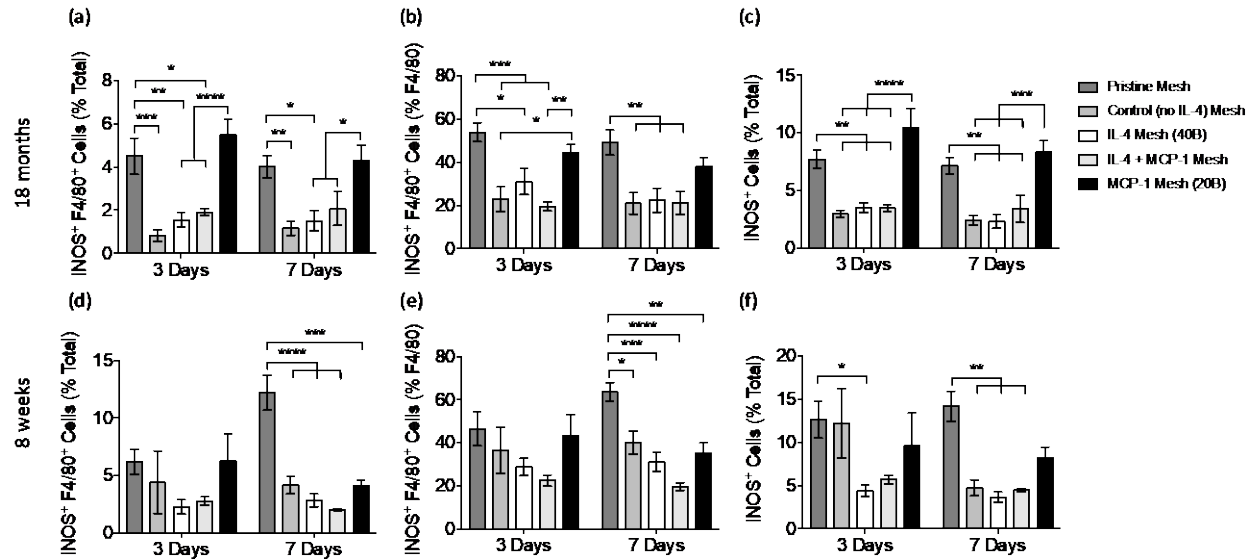 (a)
(b)
(c)
18 months
INOS+ F4/80+ Cells (% Total)
8
6
4
2
0
*
**
***
****
*
**
*
3 Days
7 Days
INOS+ F4/80+ Cells (% F4/80)
80
60
40
20
0
****
*
**
*
**
3 Days
7 Days
INOS+ Cells (% Total)
15
10
5
0
****
**
***
**
3 Days
7 Days
Pristine Mesh
Control (no IL-4) Mesh
IL-4 Mesh (40B)
IL-4 + MCP-1 Mesh
MCP-1 Mesh (20B)
(d)
(e)
(f)
8 weeks
INOS+ F4/80+ Cells (% Total)
15
10
5
0
***
****
3 Days
7 Days
INOS+ F4/80+ Cells (% F4/80)
80
60
40
20
0
**
****
***
*
3 Days
7 Days
INOS+ Cells (% Total)
20
15
10
5
0
*
**
3 Days
7 Days